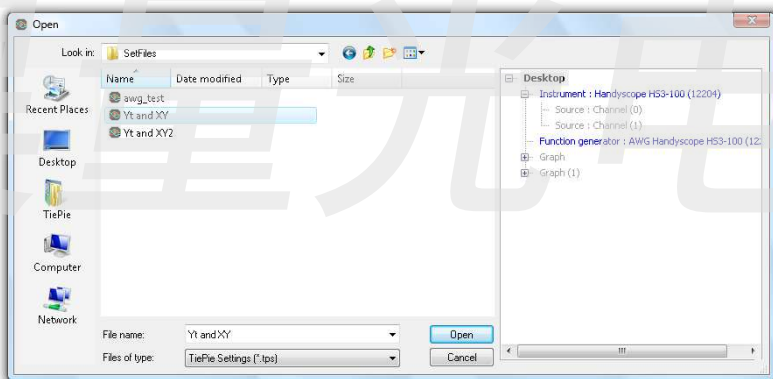 Open
Look in: SetFiles
Name Date modified Type Size
awg_test
Yt and XY
Yt and XY2
Recent Places
Desktop
TiePie
Computer
Network
File name: Yt and XY Open
Files of type: TiePie Settings (*.tps) Cancel
Desktop
Instrument : Handyscope HS3-100 (12204)
Source : Channel (0)
Source : Channel (1)
Function generator : AWG Handyscope HS3-100 (12
Graph
Graph (1)
光电